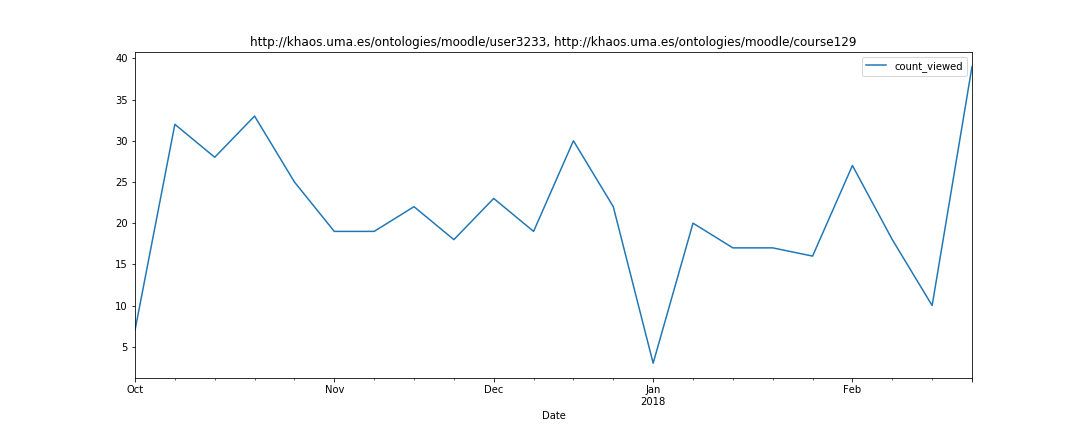 http://khaos.uma.es/ontologies/moodle/user3233, http://khaos.uma.es/ontologies/moodle/course129
count_viewed
40
35
30
25
20
15
10
5
Oct Nov Dec Jan Feb
2018
Date